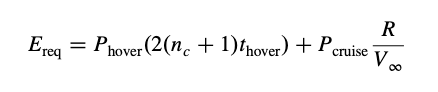 E_req = P_hover(2(n_c + 1)t_hover) + P_cruise R/V_∞